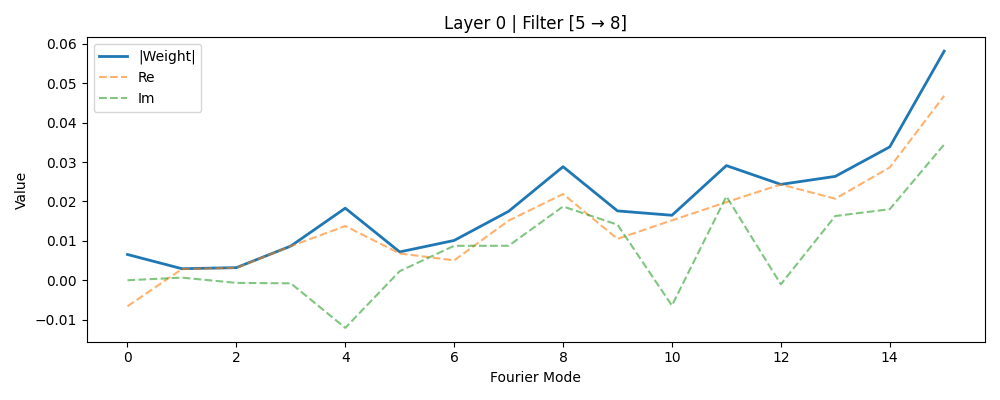 Layer 0 | Filter [5 → 8]
0.06
0.05
0.04
0.03
0.02
0.01
0.00
−0.01
Value
|Weight|
Re
Im
0 2 4 6 8 10 12 14
Fourier Mode